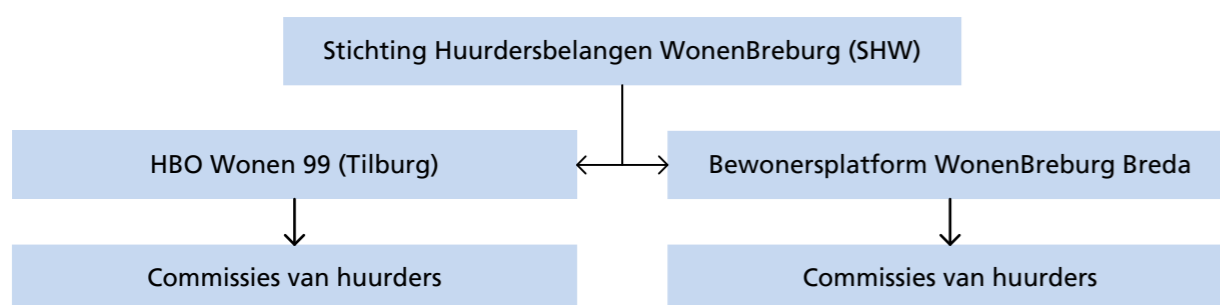 Stichting Huurdersbelangen WonenBreburg (SHW)
HBO Wonen 99 (Tilburg)
Bewonersplatform WonenBreburg Breda
Commissies van huurders
Commissies van huurders